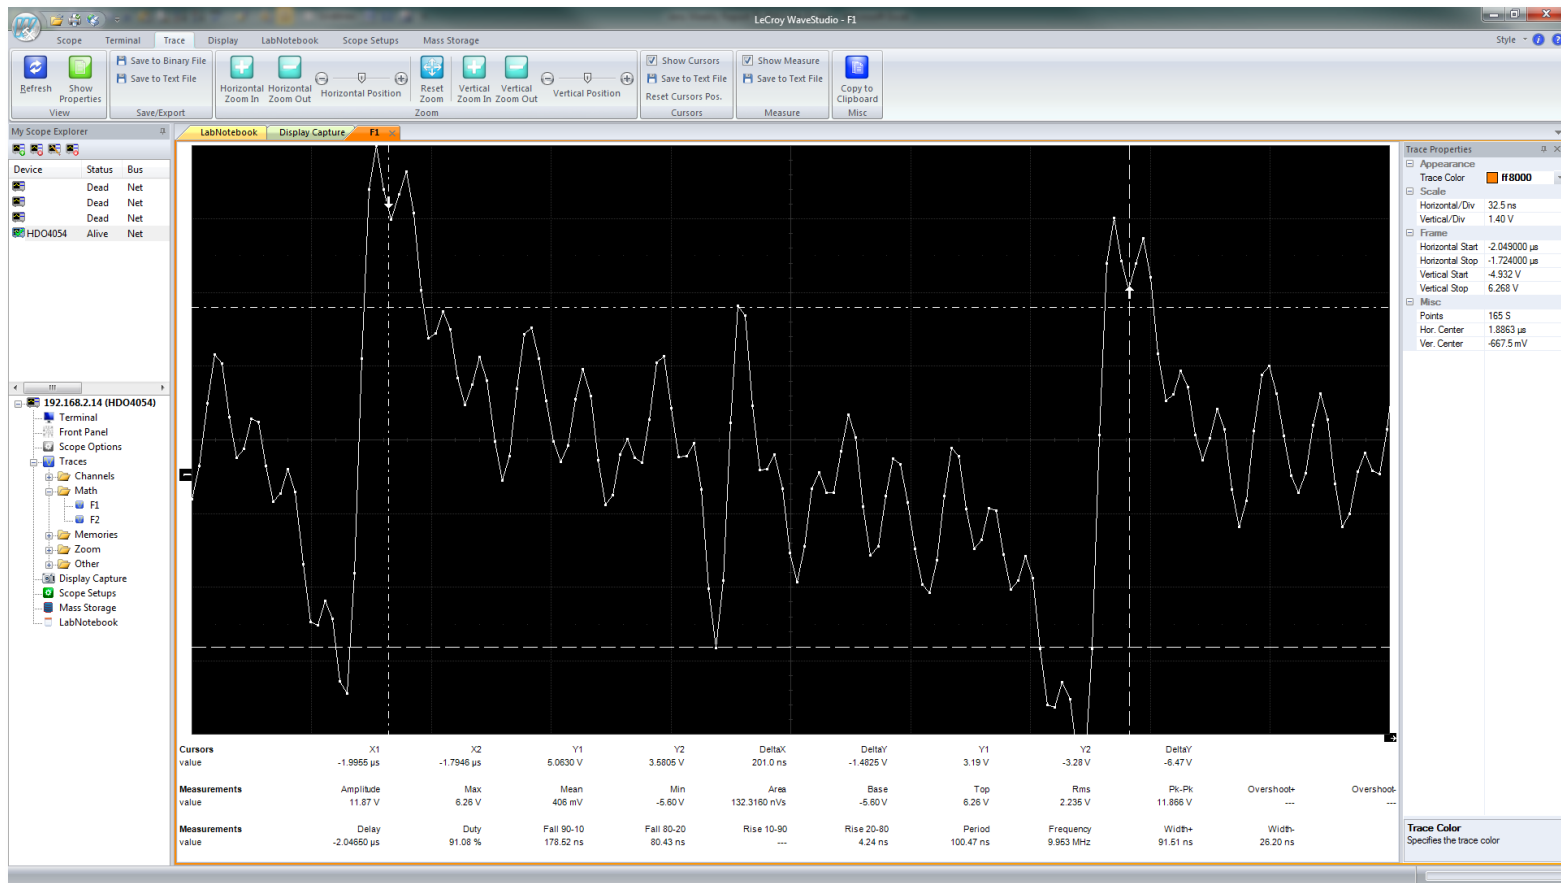 LeCroy WaveStudio - F1
Scope Terminal Trace Display LabNotebook Scope Setups Mass Storage Style
Refresh
Show Properties
View
Save to Binary File
Save to Text File
Save/Export
Horizontal Zoom In
Horizontal Zoom Out
Horizontal Position
Reset Zoom
Vertical Zoom In
Vertical Zoom Out
Vertical Position
Zoom
Show Cursors
Save to Text File
Reset Cursors Pos.
Cursors
Show Measure
Save to Text File
Measure
Copy to Clipboard
Misc
My Scope Explorer
Device Status Bus
Dead Net
Dead Net
Dead Net
HDO4054 Alive Net
192.168.2.14 (HDO4054)
Terminal
Front Panel
Scope Options
Traces
Channels
Math
F1
F2
Memories
Zoom
Other
Display Capture
Scope Setups
Mass Storage
LabNotebook
LabNotebook Display Capture F1
Cursors X1 X2 Y1 Y2 DeltaX DeltaY Y1 Y2 DeltaY
value -1.9955 µs -1.7946 µs 5.0630 V 3.5805 V 201.0 ns -1.4825 V 3.19 V -3.28 V -6.47 V
Measurements Amplitude Max Mean Min Area Base Top Rms Pk-Pk Overshoot+ Overshoot-
value 11.87 V 6.26 V 406 mV -5.60 V 132.3160 nVs -5.60 V 6.26 V 2.235 V 11.866 V --- ---
Measurements Delay Duty Fall 90-10 Fall 80-20 Rise 10-90 Rise 20-80 Period Frequency Width+ Width-
value -2.04650 µs 91.08 % 178.52 ns 80.43 ns --- 4.24 ns 100.47 ns 9.953 MHz 91.51 ns 26.20 ns
Trace Properties
Appearance
Trace Color ff8000
Scale
Horizontal/Div 32.5 ns
Vertical/Div 1.40 V
Frame
Horizontal Start -2.049000 µs
Horizontal Stop -1.724000 µs
Vertical Start -4.932 V
Vertical Stop 6.268 V
Misc
Points 165 S
Hor. Center 1.8863 µs
Ver. Center -667.5 mV
Trace Color
Specifies the trace color